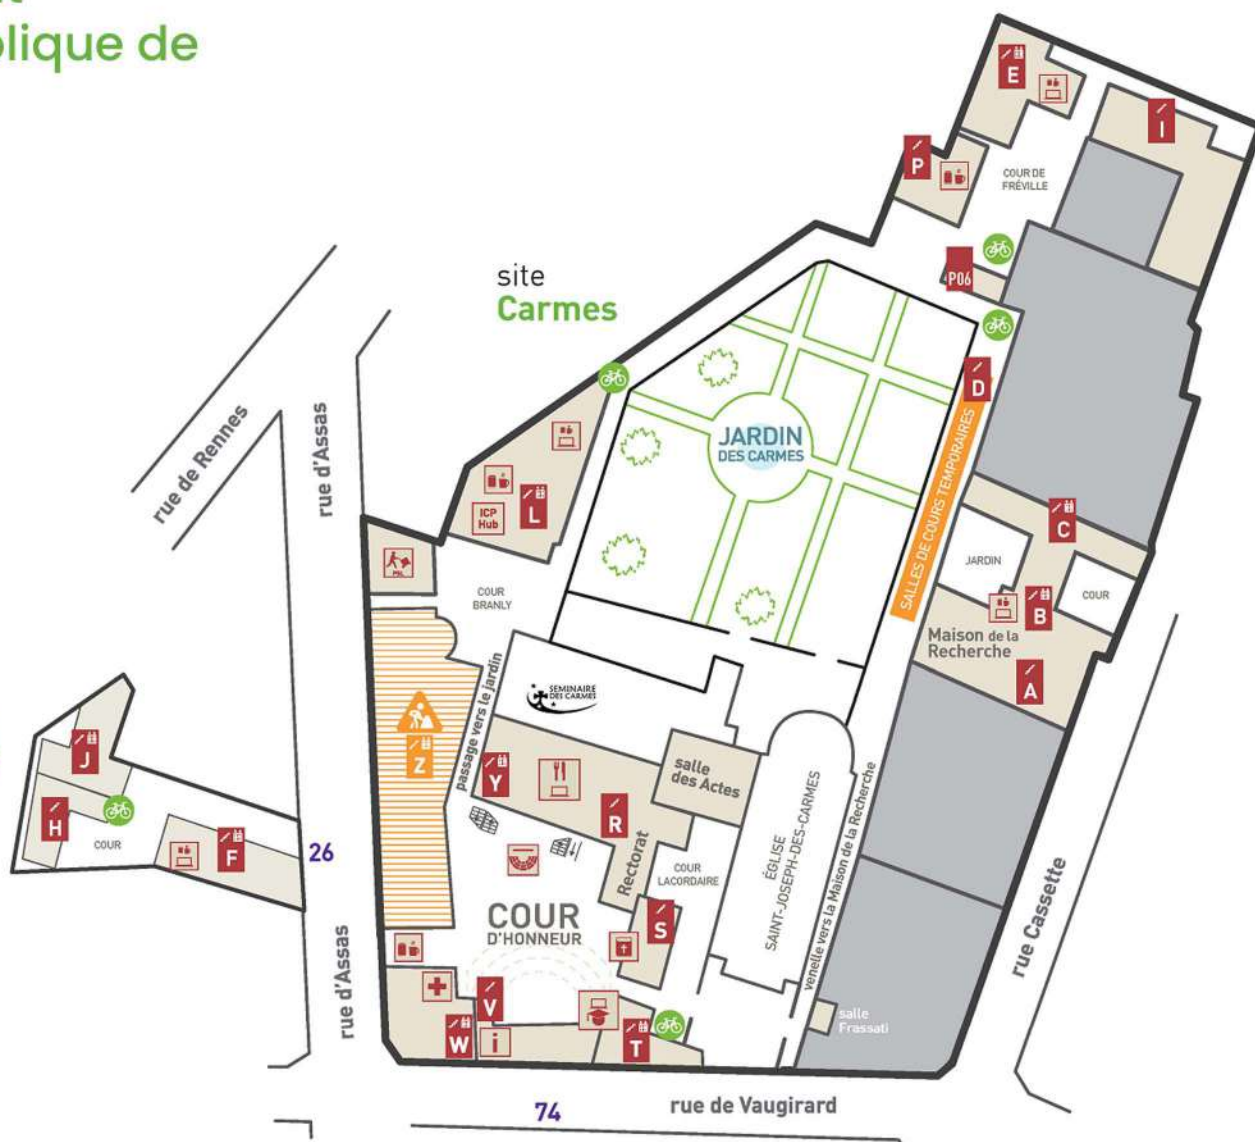 plique de
E
I
P
COUR DE
FRÉVILLE
P06
site
Carmes
D
JARDIN
DES CARMES
rue de Rennes
rue d'Assas
SALLES DE COURS TEMPORAIRES
L
ICP
Hub
C
JARDIN
COUR
B
COUR
BRANLY
Maison de la
Recherche
A
SEMINAIRE
DES CARMES
passage vers le jardin
Z
Y
salle
des Actes
J
H
COUR
F
26
R
Rectorat
COUR
LACORDAIRE
ÉGLISE
SAINT-JOSEPH-DES-CARMES
venelle vers la Maison de la Recherche
rue Cassette
COUR
D'HONNEUR
S
rue d'Assas
V
W
i
T
salle
Frassati
74
rue de Vaugirard